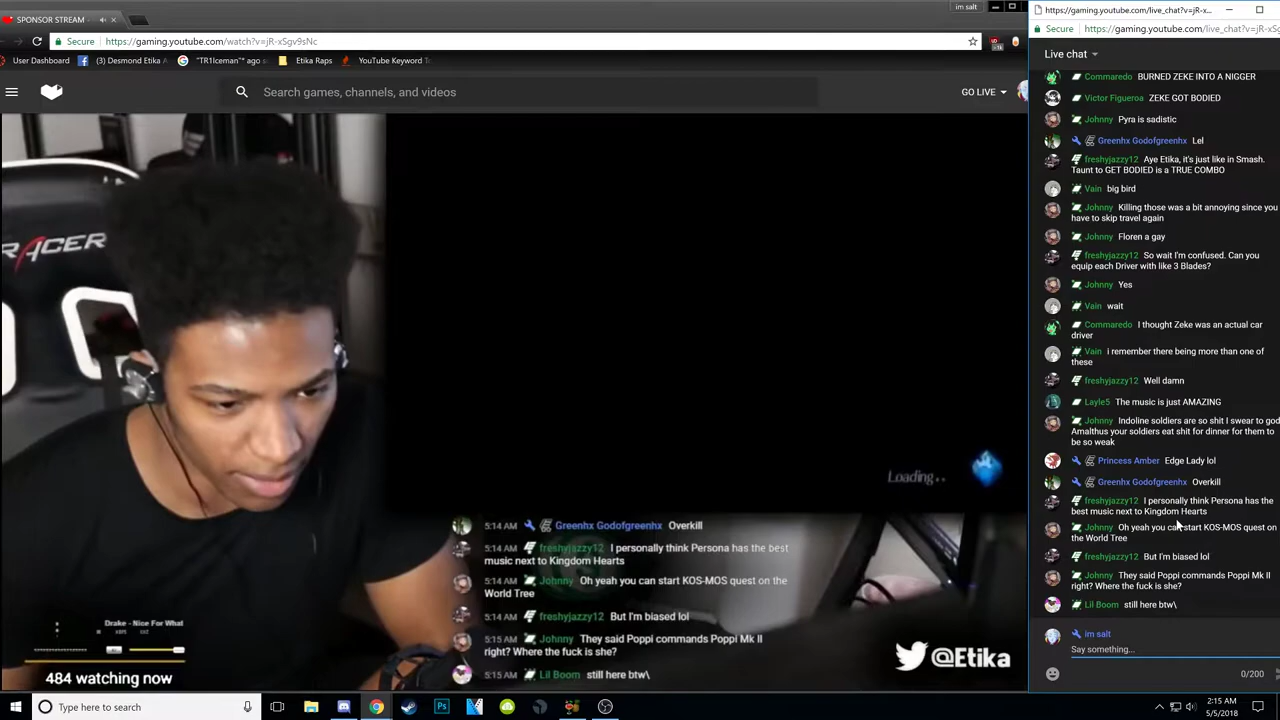 im salt
SPONSOR STREAM
https://gaming.youtube.com/live_chat?v=jR-x...
Secure https://gaming.youtube.com/watch?v=jR-xSgv9sNc
Secure https://gaming.youtube.com/live_chat?v=jR-xSg
User Dashboard (3) Desmond Etika A "TR1Iceman"* ago s Etika Raps YouTube Keyword T
Live chat
Search games, channels, and videos
GO LIVE
Commaredo BURNED ZEKE INTO A NIGGER
Victor Figueroa ZEKE GOT BODIED
Johnny Pyra is sadistic
Greenhx Godofgreenhx Lel
freshyjazzy12 Aye Etika, it's just like in Smash.
Taunt to GET BODIED is a TRUE COMBO
Vain big bird
Johnny Killing those was a bit annoying since you
have to skip travel again
Johnny Floren a gay
freshyjazzy12 So wait I'm confused. Can you
equip each Driver with like 3 Blades?
Johnny Yes
Vain wait
Commaredo I thought Zeke was an actual car
driver
Vain i remember there being more than one of
these
freshyjazzy12 Well damn
Layle5 The music is just AMAZING
Johnny Indoline soldiers are so shit I swear to god
Amalthus your soldiers eat shit for dinner for them to
be so weak
Princess Amber Edge Lady lol
Greenhx Godofgreenhx Overkill
freshyjazzy12 I personally think Persona has the
best music next to Kingdom Hearts
Johnny Oh yeah you can start KOS-MOS quest on
the World Tree
freshyjazzy12 But I'm biased lol
Johnny They said Poppi commands Poppi Mk II
right? Where the fuck is she?
Lil Boom still here btw\
im salt
Say something...
0/200
RACER
Loading..
5:14 AM Greenhx Godofgreenhx Overkill
5:14 AM freshyjazzy12 I personally think Persona has the best
music next to Kingdom Hearts
5:14 AM Johnny Oh yeah you can start KOS-MOS quest on the
World Tree
5:14 AM freshyjazzy12 But I'm biased lol
5:15 AM Johnny They said Poppi commands Poppi Mk II
right? Where the fuck is she?
5:15 AM Lil Boom still here btw\
Drake - Nice For What
484 watching now
@Etika
Type here to search
2:15 AM
5/5/2018